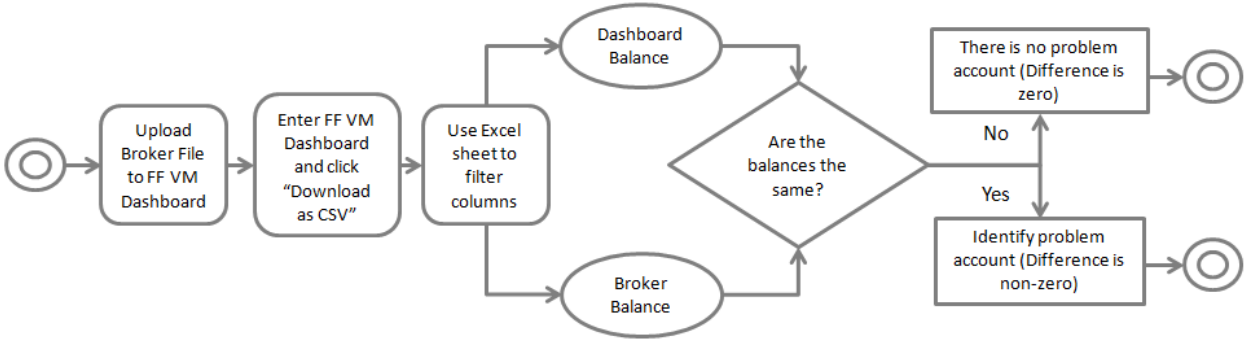 Upload
Broker File
to FF VM
Dashboard
Enter FF VM
Dashboard
and click
“Download
as CSV”
Use Excel
sheet to
filter
columns
Dashboard
Balance
Broker
Balance
Are the
balances the
same?
No
Yes
There is no problem
account (Difference is
zero)
Identify problem
account (Difference is
non-zero)